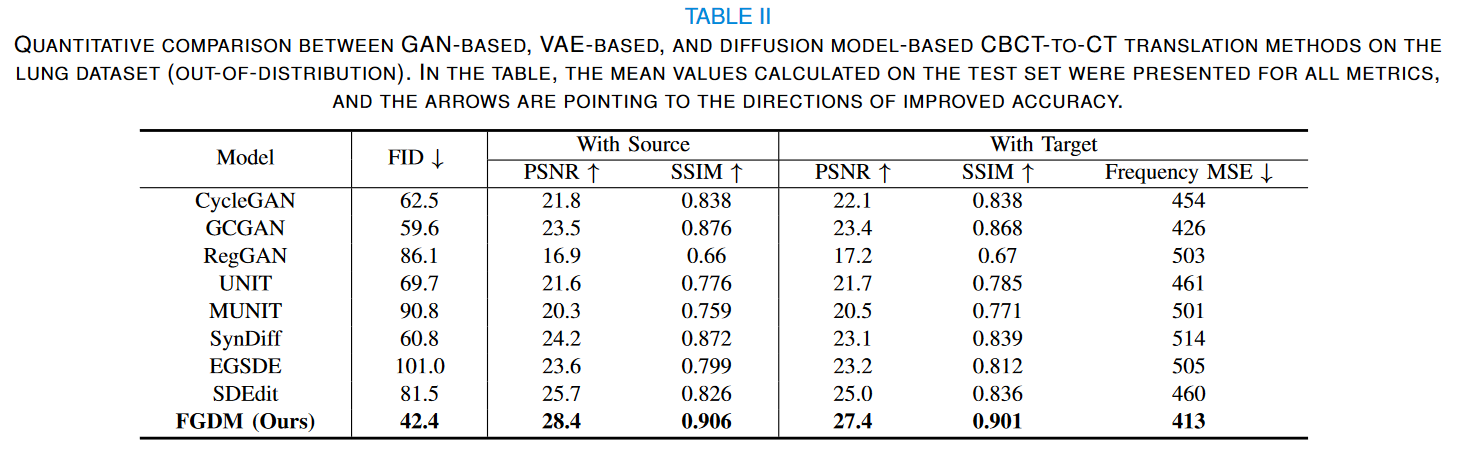 TABLE II
QUANTITATIVE COMPARISON BETWEEN GAN-BASED, VAE-BASED, AND DIFFUSION MODEL-BASED CBCT-TO-CT TRANSLATION METHODS ON THE
LUNG DATASET (OUT-OF-DISTRIBUTION). IN THE TABLE, THE MEAN VALUES CALCULATED ON THE TEST SET WERE PRESENTED FOR ALL METRICS,
AND THE ARROWS ARE POINTING TO THE DIRECTIONS OF IMPROVED ACCURACY.
Model FID ↓ With Source With Target
PSNR ↑ SSIM ↑ PSNR ↑ SSIM ↑ Frequency MSE ↓
CycleGAN 62.5 21.8 0.838 22.1 0.838 454
GCGAN 59.6 23.5 0.876 23.4 0.868 426
RegGAN 86.1 16.9 0.66 17.2 0.67 503
UNIT 69.7 21.6 0.776 21.7 0.785 461
MUNIT 90.8 20.3 0.759 20.5 0.771 501
SynDiff 60.8 24.2 0.872 23.1 0.839 514
EGSDE 101.0 23.6 0.799 23.2 0.812 505
SDEdit 81.5 25.7 0.826 25.0 0.836 460
FGDM (Ours) 42.4 28.4 0.906 27.4 0.901 413